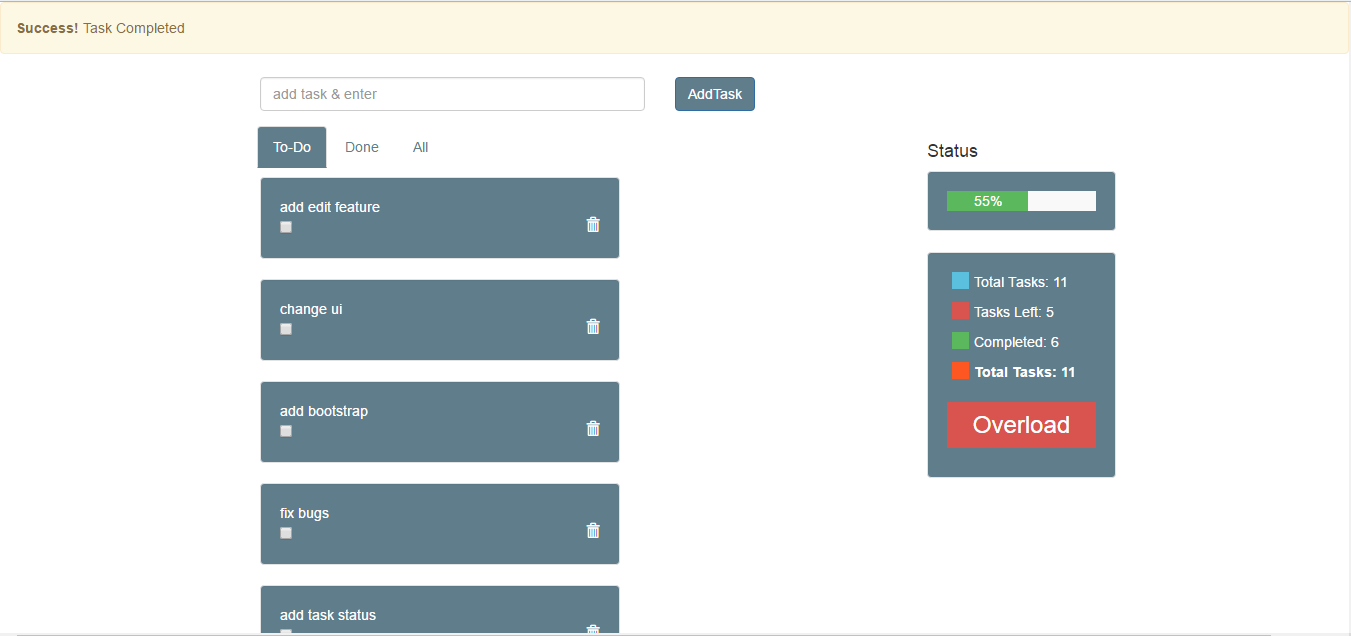 Success! Task Completed
add task & enter
AddTask
To-Do
Done
All
add edit feature
change ui
add bootstrap
fix bugs
add task status
Status
55%
Total Tasks: 11
Tasks Left: 5
Completed: 6
Total Tasks: 11
Overload